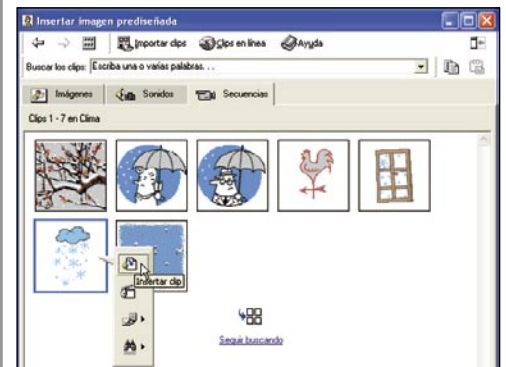 Insertar imagen prediseñada
Importar clips Clips en línea Ayuda
Buscar los clips: Escriba una o varias palabras. . .
Imágenes Sonidos Secuencias
Clips 1 - 7 en Clima
Insertar clip
Seguir buscando